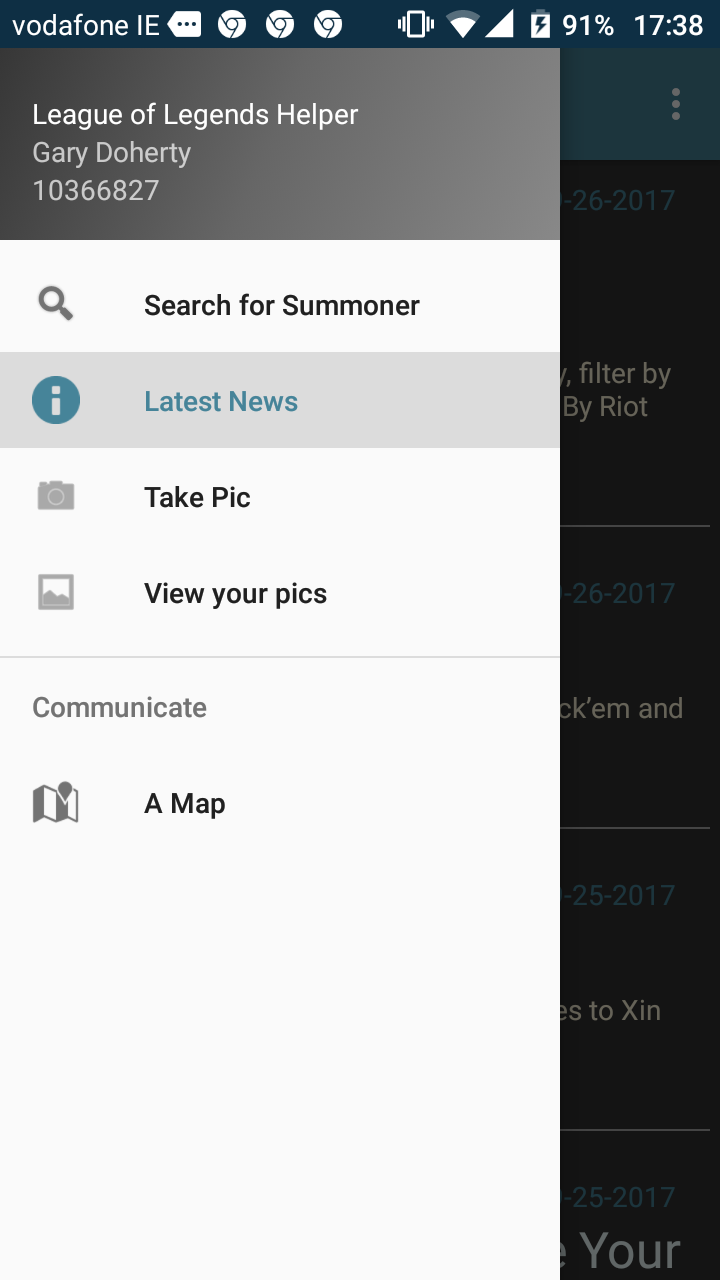 vodafone IE 91% 17:38
League of Legends Helper
Gary Doherty
10366827
-26-2017
Search for Summoner
filter by
Latest News
By Riot
Take Pic
View your pics
-26-2017
Communicate
ck’em and
A Map
-25-2017
es to Xin
-25-2017
Your